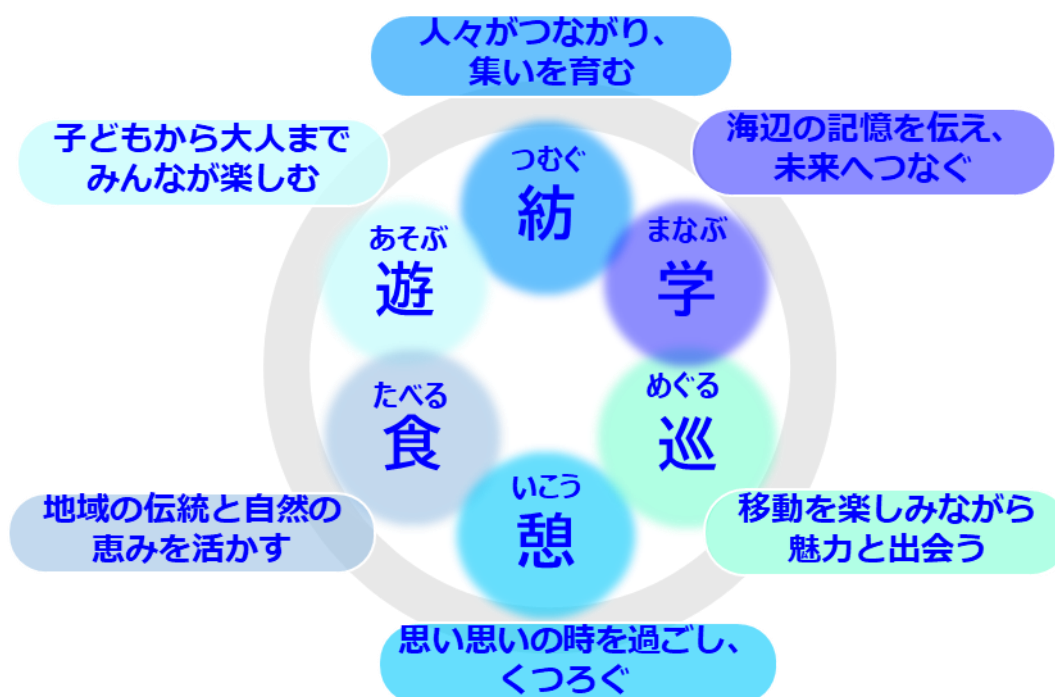 人々がつながり、
集いを育む
子どもから大人まで
みんなが楽しむ
海辺の記憶を伝え、
未来へつなぐ
つむぐ
紡
あそぶ
遊
まなぶ
学
たべる
食
めぐる
巡
いこう
憩
地域の伝統と自然の
恵みを活かす
移動を楽しみながら
魅力と出会う
思い思いの時を過ごし、
くつろぐ